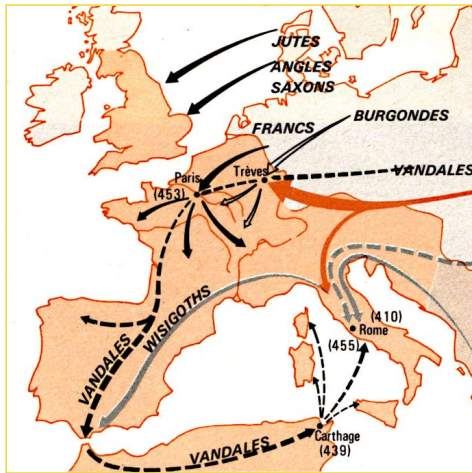 JUTES
ANGLES
SAXONS
FRANCS
BURGONDES
Paris
(453)
Trèves
VANDALES
WISIGOTHS
VANDALES
(410)
Rome
(455)
VANDALES
Carthage
(439)